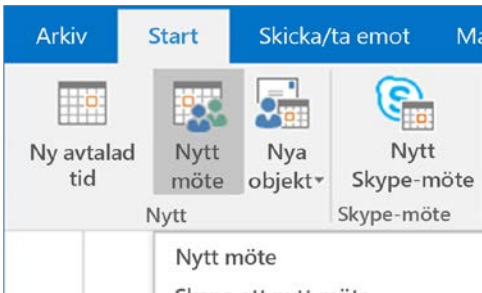 Arkiv Start Skicka/ta emot
Ny avtalad tid
Nytt möte
Nya objekt
Nytt Skype-möte
Nytt Skype-möte
Nytt möte